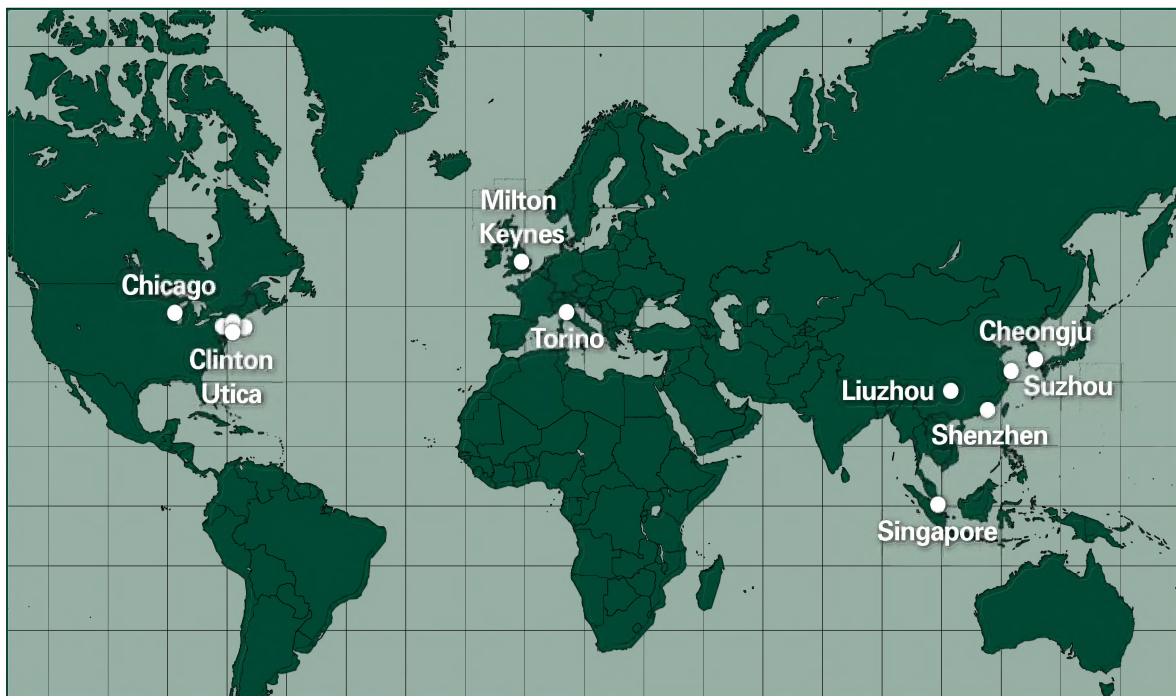 Milton
Keynes
Chicago
Clinton
Utica
Torino
Cheongju
Suzhou
Liuzhou
Shenzhen
Singapore